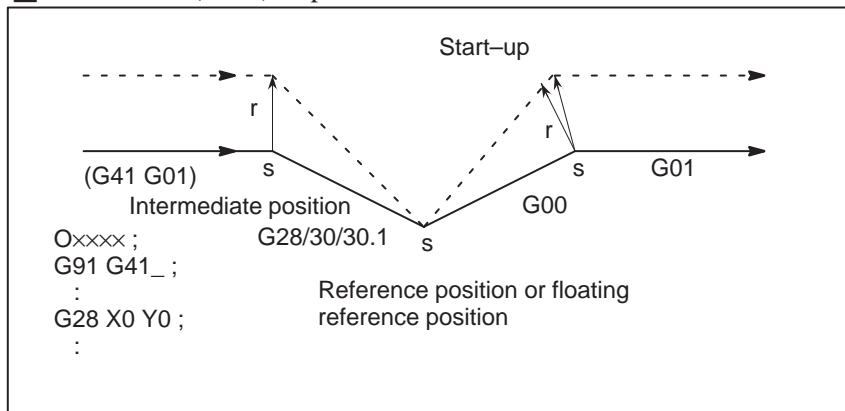 Start–up
r
r
(G41 G01)
s
s
G01
Intermediate position
G00
G28/30/30.1
s
O×××× ;
G91 G41_ ;
:
G28 X0 Y0 ;
:
Reference position or floating
reference position